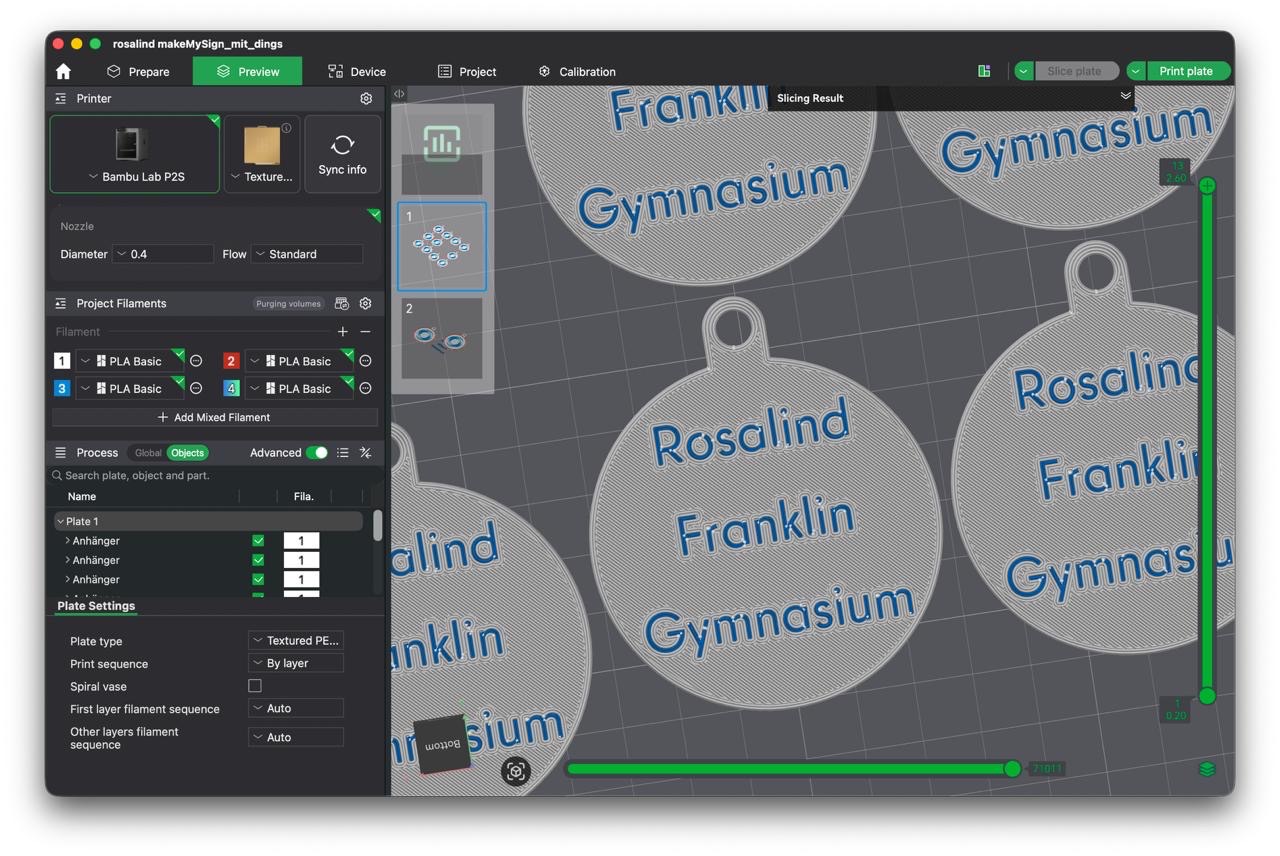 rosalind makeMySign_mit_dings
Prepare
Preview
Device
Project
Calibration
Slice plate
Print plate
Printer
Bambu Lab P2S
Texture...
Sync info
Nozzle
Diameter 0.4 Flow Standard
Project Filaments Purging volumes
Filament
1 PLA Basic 2 PLA Basic
3 PLA Basic 4 PLA Basic
Add Mixed Filament
Process Global Objects Advanced
Search plate, object and part.
Name Fila.
Plate 1
Anhänger 1
Anhänger 1
Anhänger 1
Plate Settings
Plate type Textured PE...
Print sequence By layer
Spiral vase
First layer filament sequence Auto
Other layers filament
sequence Auto
1
2
Slicing Result
Franklin
Gymnasium
Gymnasium
Rosalind
Franklin
Gymnasium
Rosalind
Franklin
Gymnasiu
alind
nklin
nasium
Bottom
13
2.60
1
0.20
71011